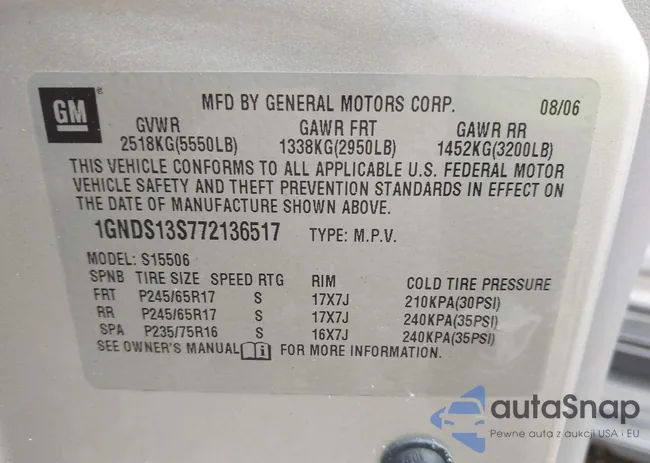 GM
MFD BY GENERAL MOTORS CORP. 08/06
GVWR GAWR FRT GAWR RR
2518KG(5550LB) 1338KG(2950LB) 1452KG(3200LB)
THIS VEHICLE CONFORMS TO ALL APPLICABLE U.S. FEDERAL MOTOR
VEHICLE SAFETY AND THEFT PREVENTION STANDARDS IN EFFECT ON
THE DATE OF MANUFACTURE SHOWN ABOVE.
1GNDS13S772136517 TYPE: M.P.V.
MODEL: S15506
SPNB TIRE SIZE SPEED RTG RIM COLD TIRE PRESSURE
FRT P245/65R17 S 17X7J 210KPA(30PSI)
RR P245/65R17 S 17X7J 240KPA(35PSI)
SPA P235/75R16 S 16X7J 240KPA(35PSI)
SEE OWNER'S MANUAL FOR MORE INFORMATION.
autaSnap
Pewne auta z aukcji USA i EU